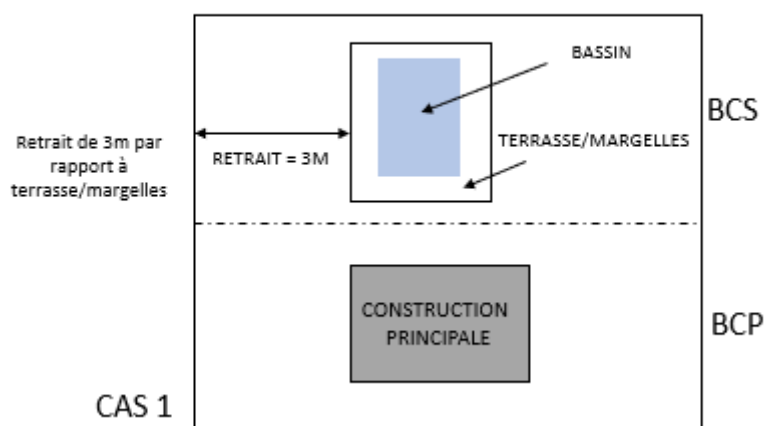 BASSIN
BCS
Retrait de 3m par
rapport à
terrasse/margelles
RETRAIT = 3M
TERRASSE/MARGELLES
CONSTRUCTION
PRINCIPALE
BCP
CAS 1